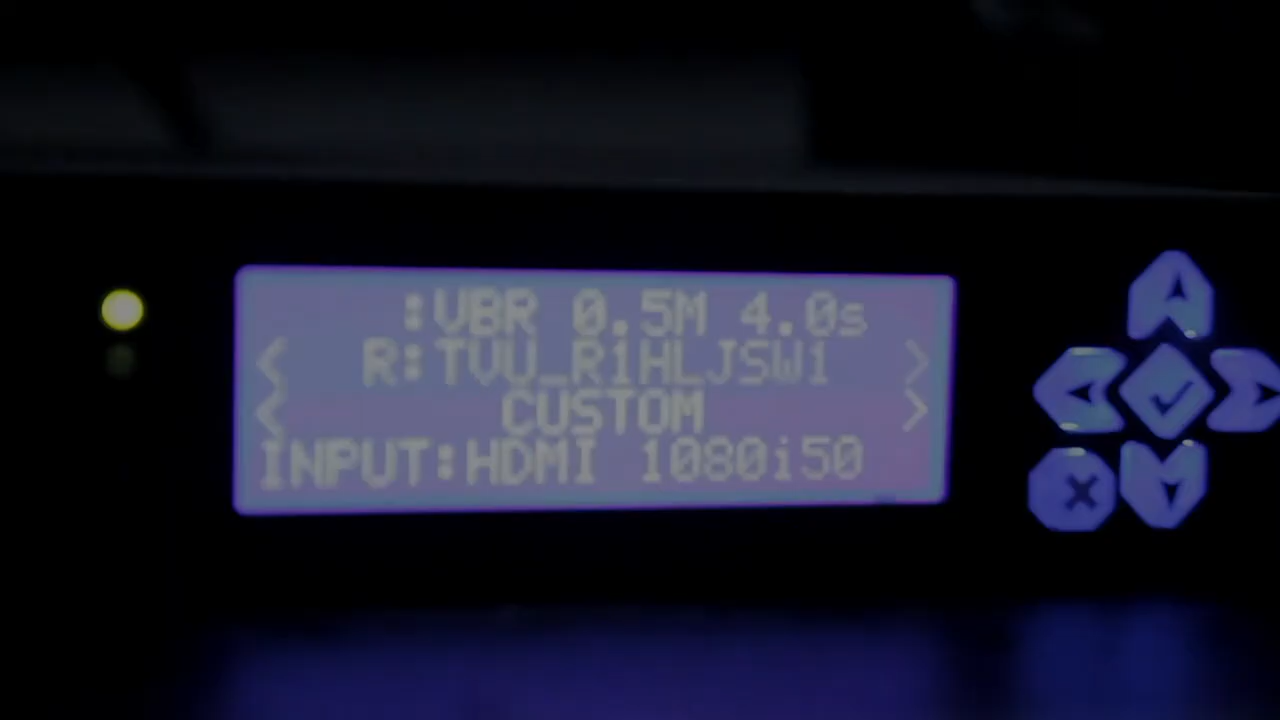 :VBR 0.5M 4.0s
< R:TVU_R1HLJSW1 >
< CUSTOM >
INPUT:HDMI 1080i50